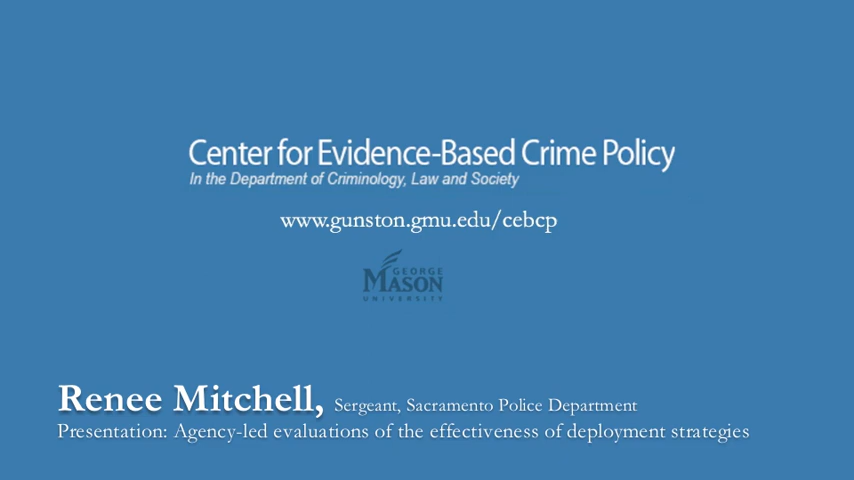 Center for Evidence-Based Crime Policy
In the Department of Criminology, Law and Society
www.gunston.gmu.edu/cebcp
GEORGE
MASON
UNIVERSITY
Renee Mitchell, Sergeant, Sacramento Police Department
Presentation: Agency-led evaluations of the effectiveness of deployment strategies